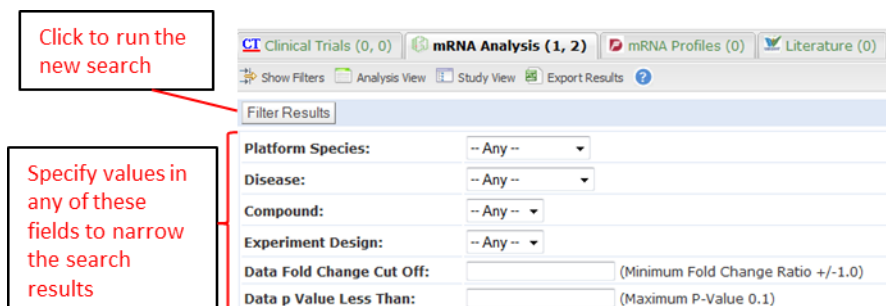 Click to run the
new search
CT Clinical Trials (0, 0) mRNA Analysis (1, 2) mRNA Profiles (0) Literature (0)
Show Filters Analysis View Study View Export Results ?
Filter Results
Specify values in
any of these
fields to narrow
the search
results
Platform Species: -- Any --
Disease: -- Any --
Compound: -- Any --
Experiment Design: -- Any --
Data Fold Change Cut Off: (Minimum Fold Change Ratio +/-1.0)
Data p Value Less Than: (Maximum P-Value 0.1)